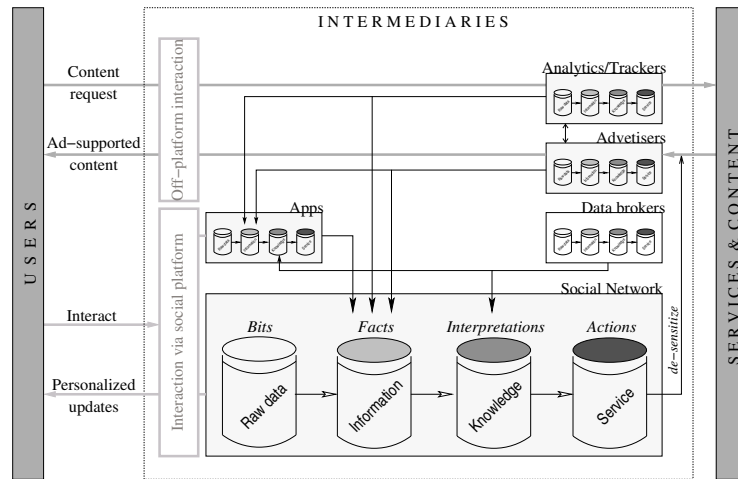 INTERMEDIARIES
USERS
SERVICES & CONTENT
Content
request
Ad-supported
content
Interact
Personalized
updates
Off-platform interaction
Interaction via social platform
Analytics/Trackers
Advetisers
Apps
Data brokers
Social Network
Bits
Facts
Interpretations
Actions
Raw data
Information
Knowledge
Service
de-sensitize